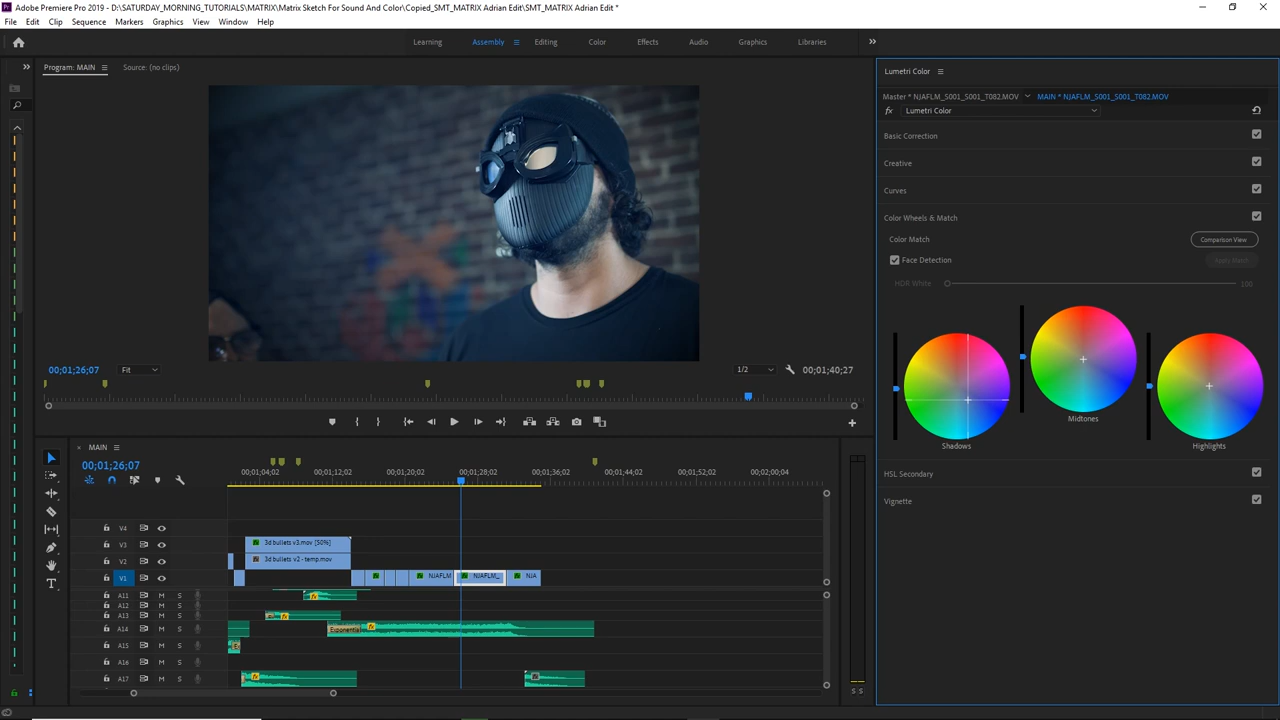 Adobe Premiere Pro 2019 - D:\SATURDAY_MORNING_TUTORIALS\MATRIX\Matrix Sketch For Sound And Color\Copied_SMT_MATRIX Adrian Edit\SMT_MATRIX Adrian Edit *
File Edit Clip Sequence Markers Graphics View Window Help
Learning Assembly Editing Color Effects Audio Graphics Libraries
Program: MAIN Source: (no clips)
Lumetri Color
Master * NJAFLM_S001_S001_T082.MOV MAIN * NJAFLM_S001_S001_T082.MOV
fx Lumetri Color
Basic Correction
Creative
Curves
Color Wheels & Match
Color Match Comparison View
Face Detection Apply Match
HDR White 100
Shadows Midtones Highlights
HSL Secondary
Vignette
00;01;26;07 Fit 1/2 00;01;40;27
MAIN
00;01;26;07
00;01;04;02 00;01;12;02 00;01;20;02 00;01;28;02 00;01;36;02 00;01;44;02 00;01;52;02 00;02;00;04
V4
V3 3d bullets v3.mov [50%]
V2 3d bullets v2 - temp.mov
V1 NJAFLM NJAFLM_ NJA
A11 M S
A12 M S
A13 M S
A14 M S
A15 M S
A16 M S
A17 M S
S S